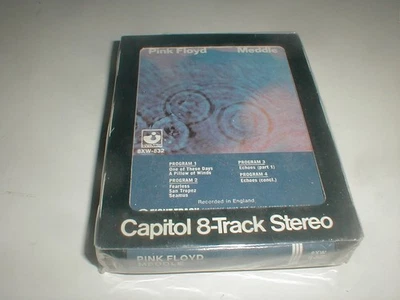 Pink Floyd Meddle
8XW-832
PROGRAM 1
One of These Days
A Pillow of Winds
PROGRAM 2
Fearless
San Tropez
Seamus
PROGRAM 3
Echoes (part 1)
PROGRAM 4
Echoes (concl.)
Recorded in England
Capitol 8-Track Stereo
PINK FLOYD
MEDDLE